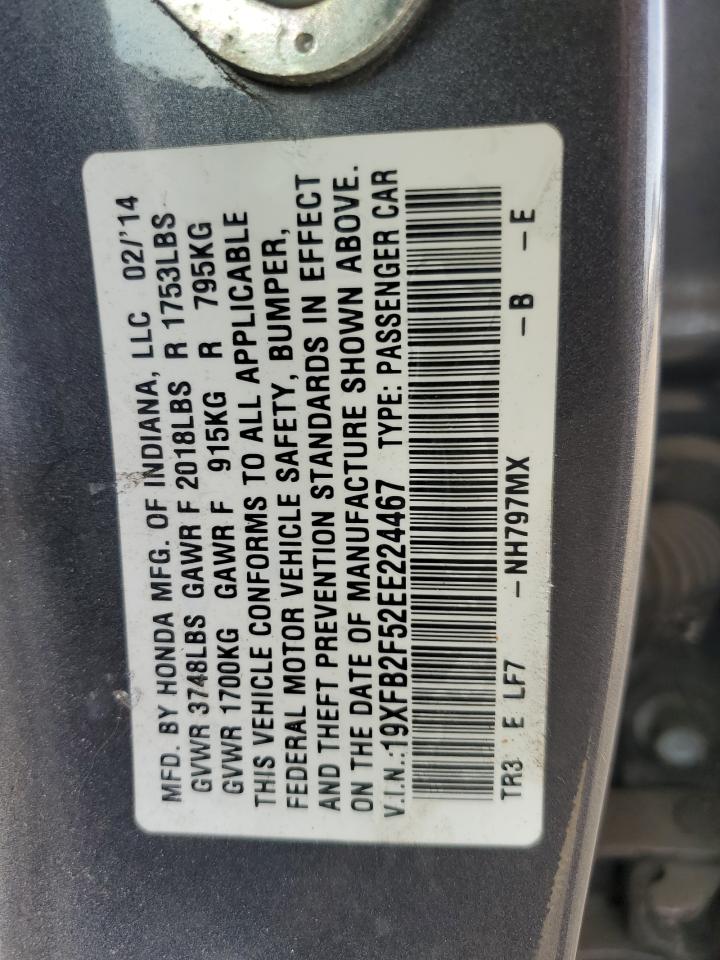 MFD. BY HONDA MFG. OF INDIANA, LLC 02/'14
GVWR 3748LBS GAWR F 2018LBS R 1753LBS
GVWR 1700KG GAWR F 915KG R 795KG
THIS VEHICLE CONFORMS TO ALL APPLICABLE
FEDERAL MOTOR VEHICLE SAFETY, BUMPER,
AND THEFT PREVENTION STANDARDS IN EFFECT
ON THE DATE OF MANUFACTURE SHOWN ABOVE.
V.I.N.:19XFB2F52EE224467 TYPE: PASSENGER CAR
TR3 E LF7 -NH797MX -B -E